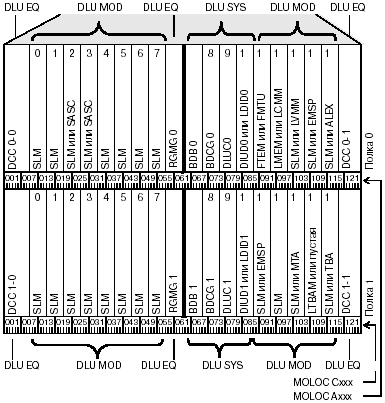 DLU EQ DLU MOD DLU EQ DLU SYS DLU MOD DLU EQ
0 1 2 3 4 5 6 7 8 9 1 1 1 1 1
DCC 0-0
SLM
SLM
SLM или SASC
SLM или SASC
SLM
SLM
SLM
SLM
RGMG 0
BDB 0
BDCG 0
DLUC0
DIUD0 или LDID0
FTEM или FMTU
LMEM или LCMM
SLM или LVMM
SLM или EMSP
SLM или ALEX
DCC 0-1
Полка 0
001 007 013 019 025 031 037 043 049 055 061 067 073 079 085 091 097 103 109 115 121
0 1 2 3 4 5 6 7 8 9 1 1 1 1 1
DCC 1-0
SLM
SLM
SLM
SLM
SLM
SLM
SLM
SLM
RGMG 1
BDB 1
BDCG 1
DLUC 1
DIUD1 или LDID1
SLM или EMSP
SLM
SLM или MTA
LTBAM или пустая
SLM или TBA
DCC 1-1
Полка 1
001 007 013 019 025 031 037 043 049 055 061 067 073 079 085 091 097 103 109 115 121
DLU EQ DLU MOD DLU EQ DLU SYS DLU MOD DLU EQ
MOLOC Cxxx
MOLOC Axxx